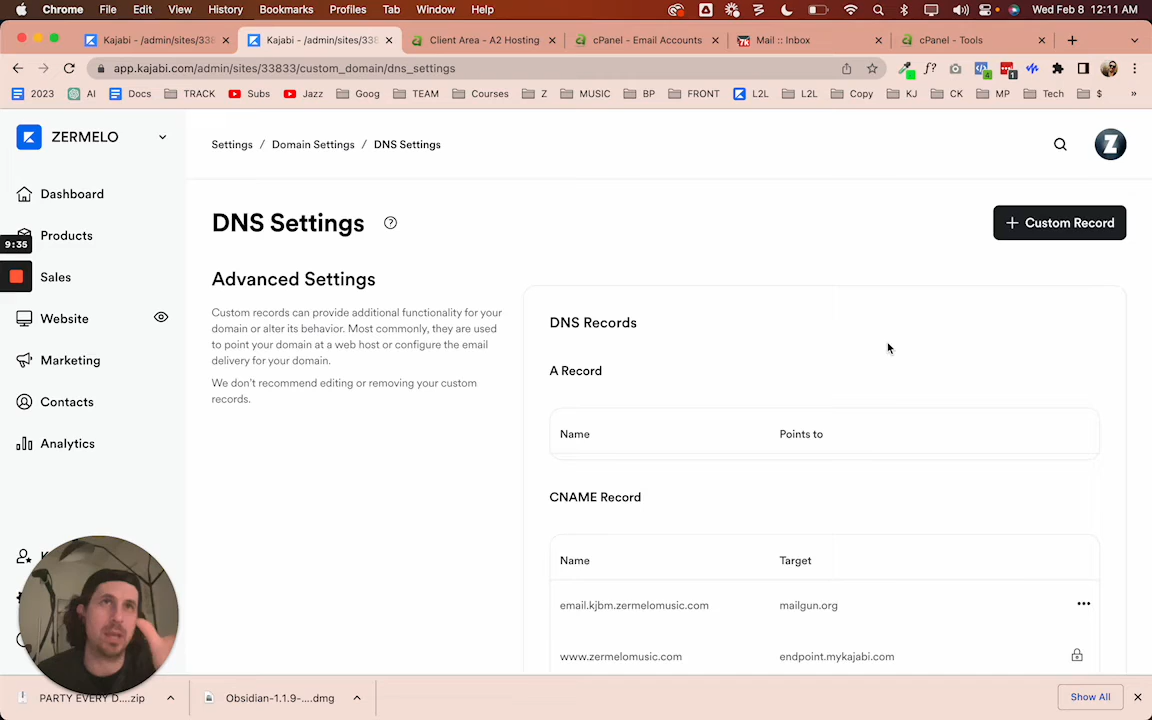 Chrome File Edit View History Bookmarks Profiles Tab Window Help Wed Feb 8 12:11 AM
Kajabi - /admin/sites/338 Kajabi - /admin/sites/338 Client Area - A2 Hosting cPanel - Email Accounts Mail :: Inbox cPanel - Tools
app.kajabi.com/admin/sites/33833/custom_domain/dns_settings
2023 AI Docs TRACK Subs Jazz Goog TEAM Courses Z MUSIC BP FRONT L2L L2L Copy KJ CK MP Tech $ »
ZERMELO
Settings / Domain Settings / DNS Settings
Z
Dashboard
Products
Sales
Website
Marketing
Contacts
Analytics
9:35
DNS Settings
+ Custom Record
Advanced Settings
Custom records can provide additional functionality for your
domain or alter its behavior. Most commonly, they are used
to point your domain at a web host or configure the email
delivery for your domain.
We don't recommend editing or removing your custom
records.
DNS Records
A Record
Name Points to
CNAME Record
Name Target
email.kjbm.zermelomusic.com mailgun.org
www.zermelomusic.com endpoint.mykajabi.com
PARTY EVERY D....zip Obsidian-1.1.9-....dmg Show All